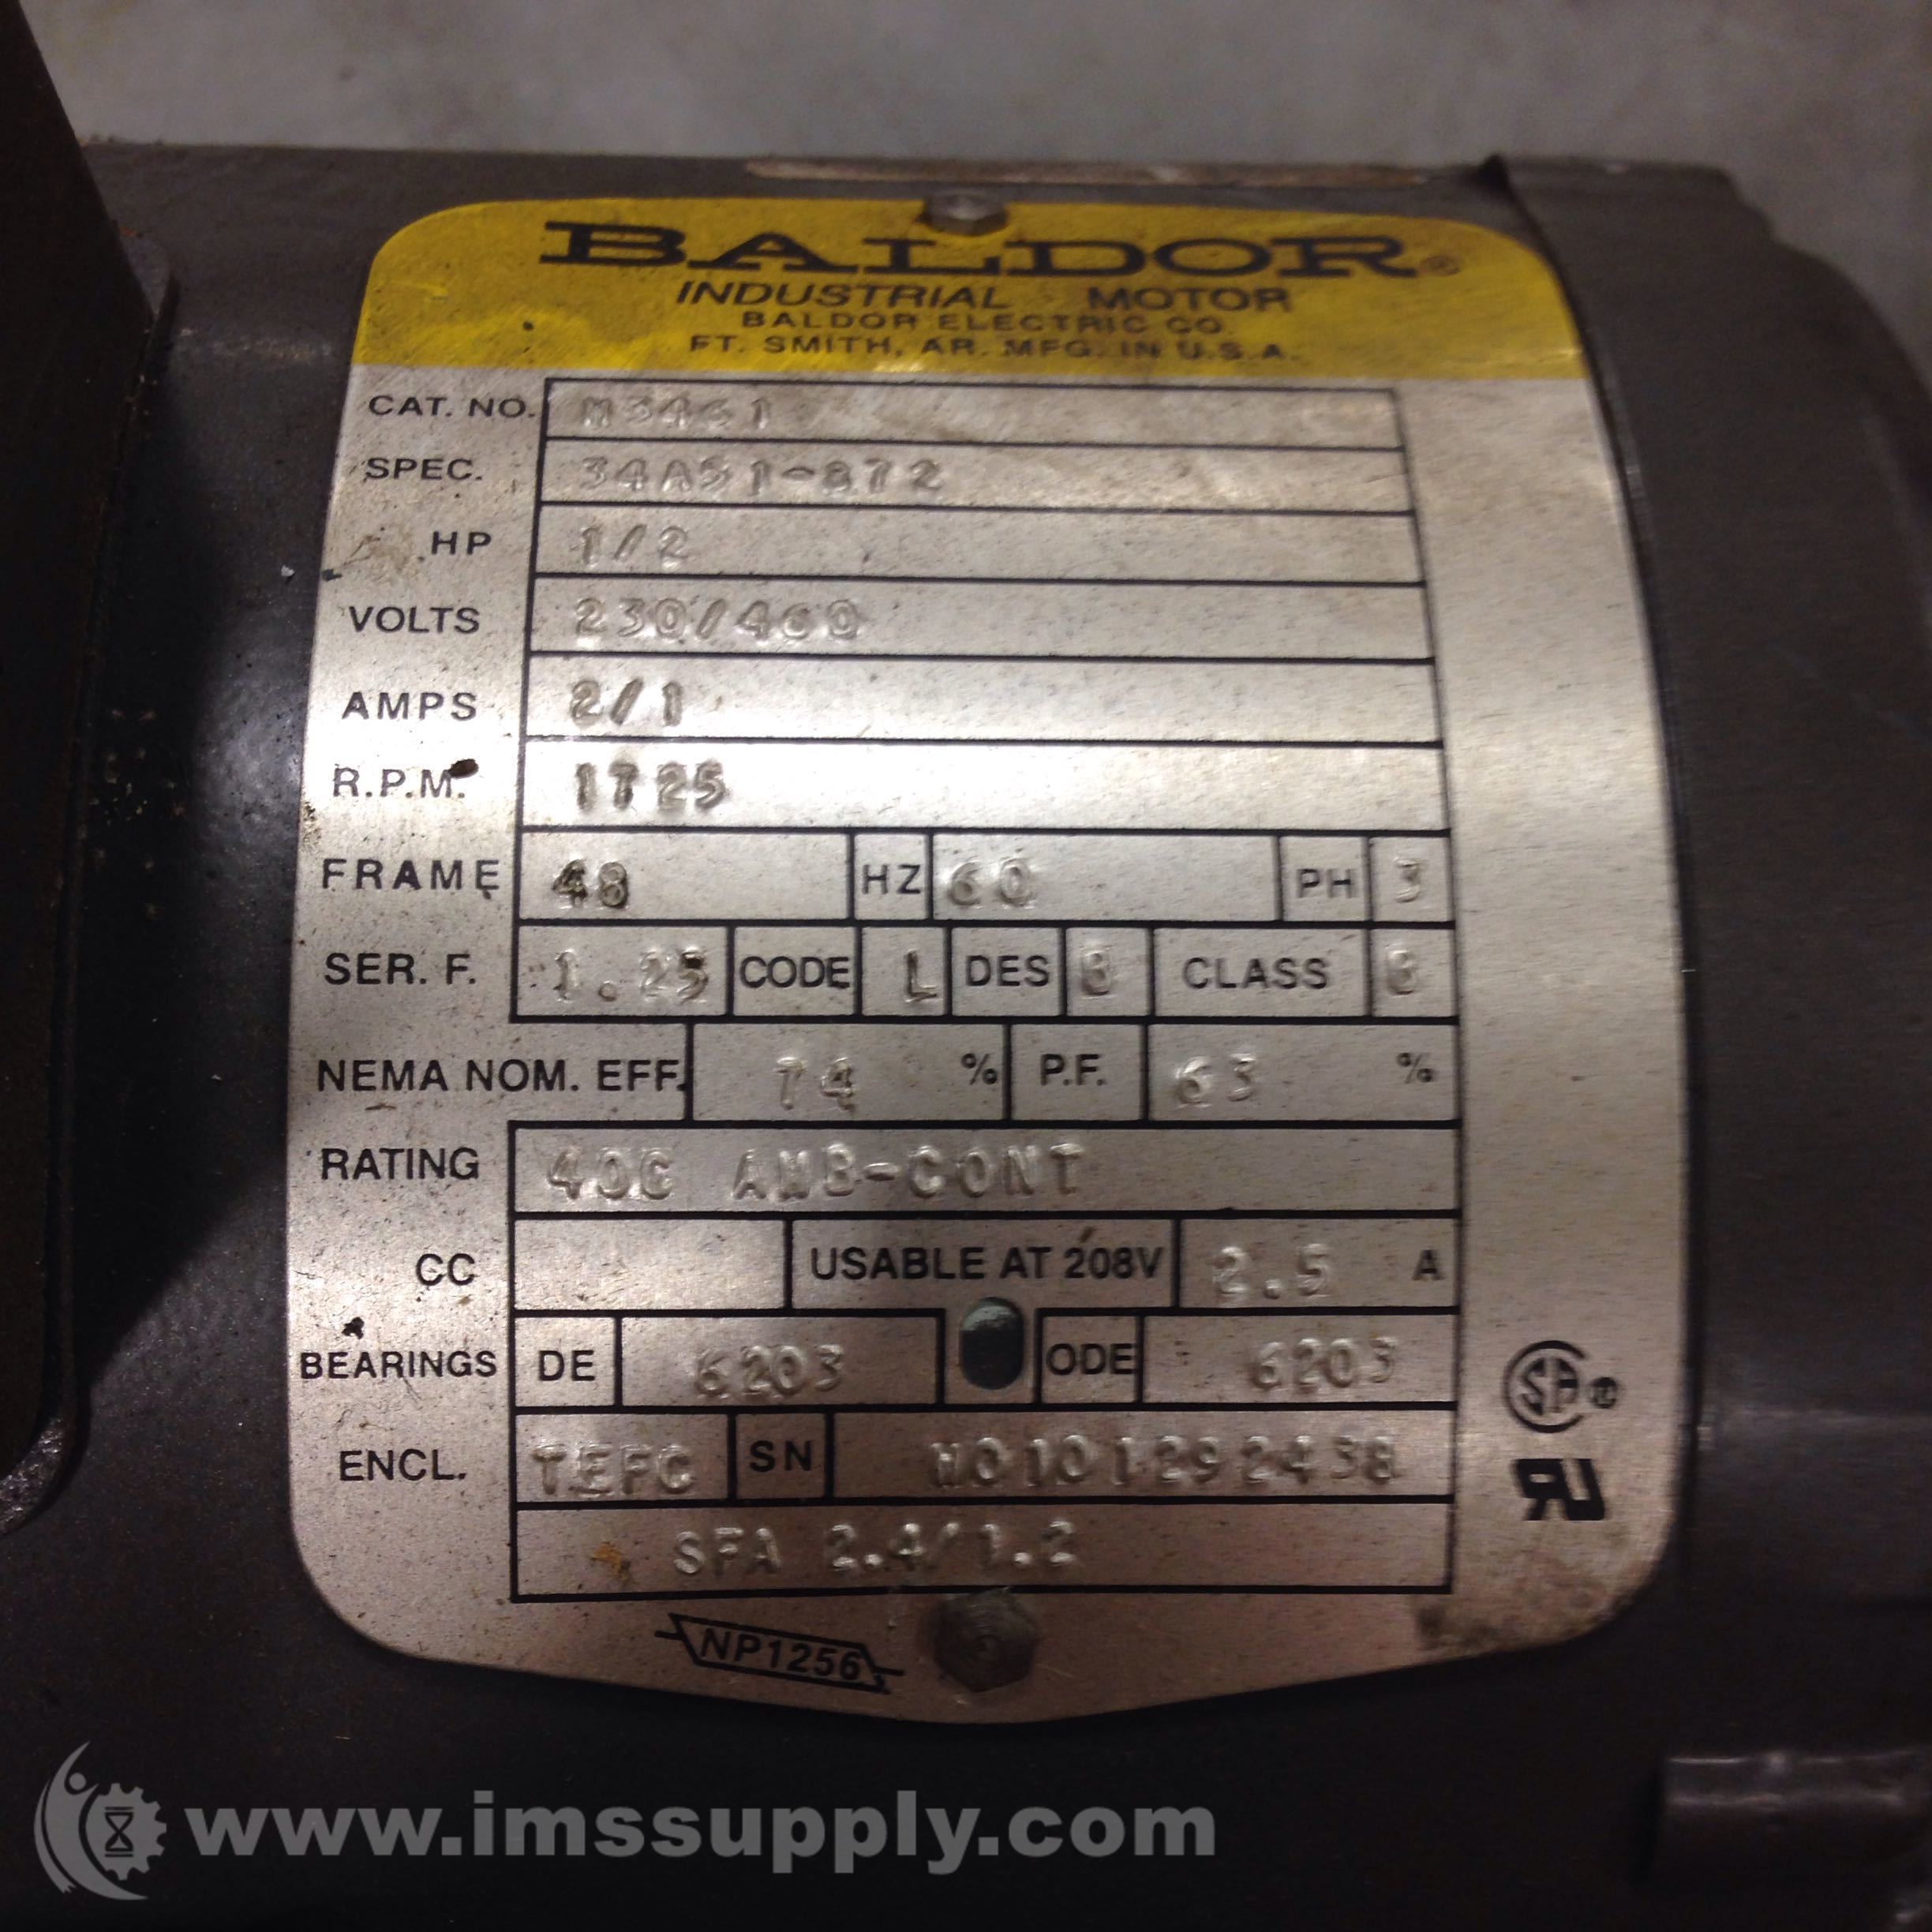 BALDOR®
INDUSTRIAL MOTOR
BALDOR ELECTRIC CO.
FT. SMITH, AR. MFG. IN U.S.A.
CAT. NO. M3461
SPEC. 34A51-872
HP 1/2
VOLTS 230/460
AMPS 2/1
R.P.M. 1725
FRAME 48 HZ 60 PH 3
SER. F. 1.25 CODE L DES B CLASS B
NEMA NOM. EFF. 74 % P.F. 63 %
RATING 40C AMB-CONT
CC USABLE AT 208V 2.5 A
BEARINGS DE 6203 ODE 6203
ENCL. TEFC SN M0101292438
SFA 2.4/1.2
NP1256
www.imssupply.com